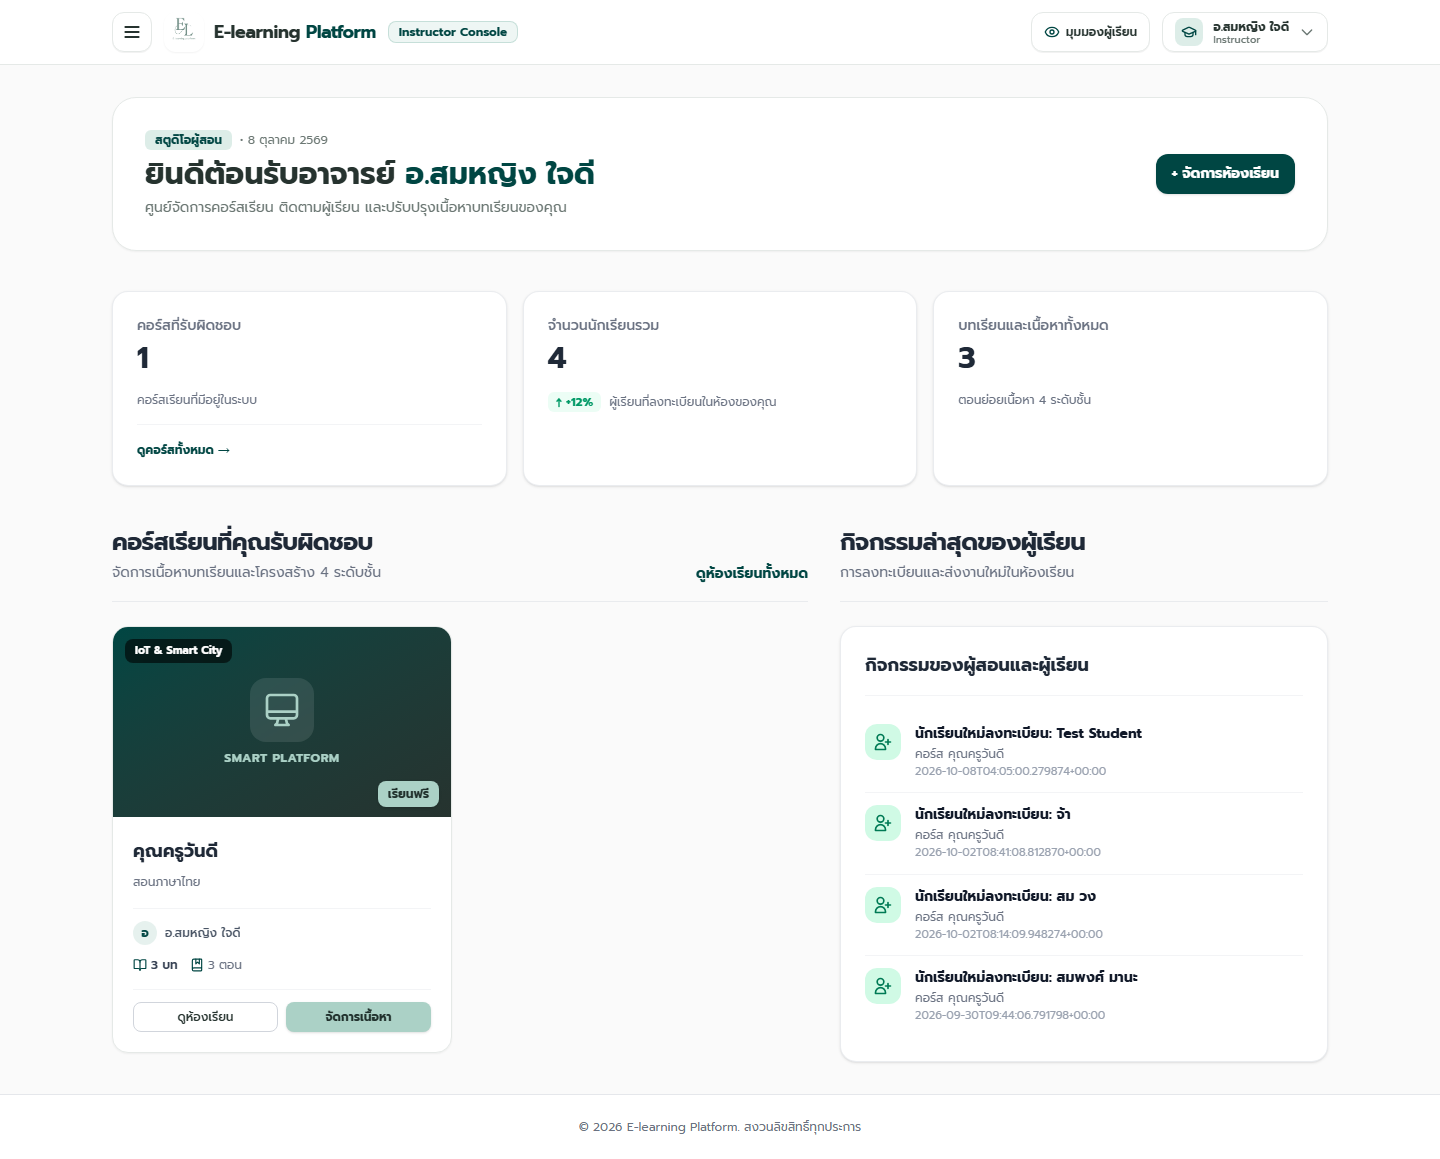 EL
E-learning Platform
Instructor Console
มุมมองผู้เรียน
อ.สมหญิง ใจดี
Instructor
สตูดิโอผู้สอน
• 8 ตุลาคม 2569
ยินดีต้อนรับอาจารย์ อ.สมหญิง ใจดี
ศูนย์จัดการคอร์สเรียน ติดตามผู้เรียน และปรับปรุงเนื้อหาบทเรียนของคุณ
+ จัดการห้องเรียน
คอร์สที่รับผิดชอบ
1
คอร์สเรียนที่มีอยู่ในระบบ
ดูคอร์สทั้งหมด →
จำนวนนักเรียนรวม
4
↑ +12% ผู้เรียนที่ลงทะเบียนในห้องของคุณ
บทเรียนและเนื้อหาทั้งหมด
3
ตอนย่อยเนื้อหา 4 ระดับชั้น
คอร์สเรียนที่คุณรับผิดชอบ
จัดการเนื้อหาบทเรียนและโครงสร้าง 4 ระดับชั้น
ดูห้องเรียนทั้งหมด
IoT & Smart City
SMART PLATFORM
เรียนฟรี
คุณครูวันดี
สอนภาษาไทย
อ อ.สมหญิง ใจดี
3 บท 3 ตอน
ดูห้องเรียน
จัดการเนื้อหา
กิจกรรมล่าสุดของผู้เรียน
การลงทะเบียนและส่งงานใหม่ในห้องเรียน
กิจกรรมของผู้สอนและผู้เรียน
นักเรียนใหม่ลงทะเบียน: Test Student
คอร์ส คุณครูวันดี
2026-10-08T04:05:00.279874+00:00
นักเรียนใหม่ลงทะเบียน: จ้า
คอร์ส คุณครูวันดี
2026-10-02T08:41:08.812870+00:00
นักเรียนใหม่ลงทะเบียน: สม วง
คอร์ส คุณครูวันดี
2026-10-02T08:14:09.948274+00:00
นักเรียนใหม่ลงทะเบียน: สมพงศ์ มานะ
คอร์ส คุณครูวันดี
2026-09-30T09:44:06.791798+00:00
© 2026 E-learning Platform. สงวนลิขสิทธิ์ทุกประการ